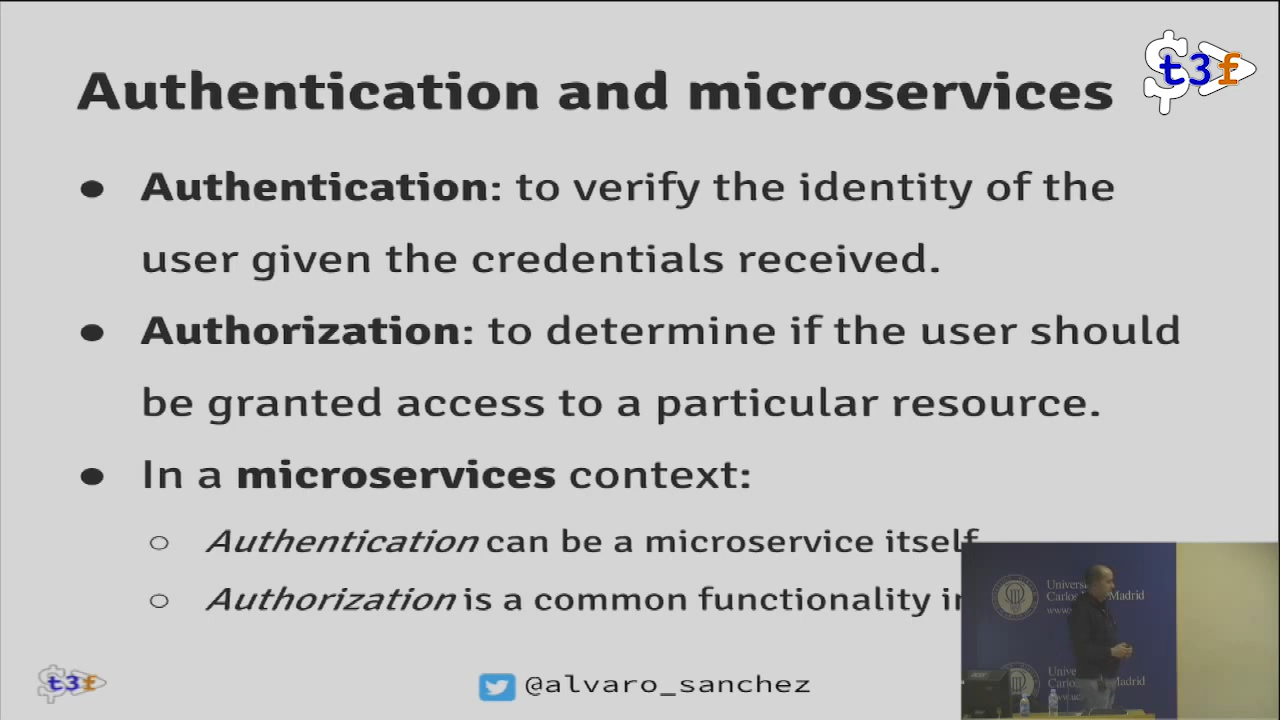 Authentication and microservices
t3f
● Authentication: to verify the identity of the
user given the credentials received.
● Authorization: to determine if the user should
be granted access to a particular resource.
● In a microservices context:
○ Authentication can be a microservice itself
○ Authorization is a common functionality in
t3f
@alvaro_sanchez
Carlos Madrid